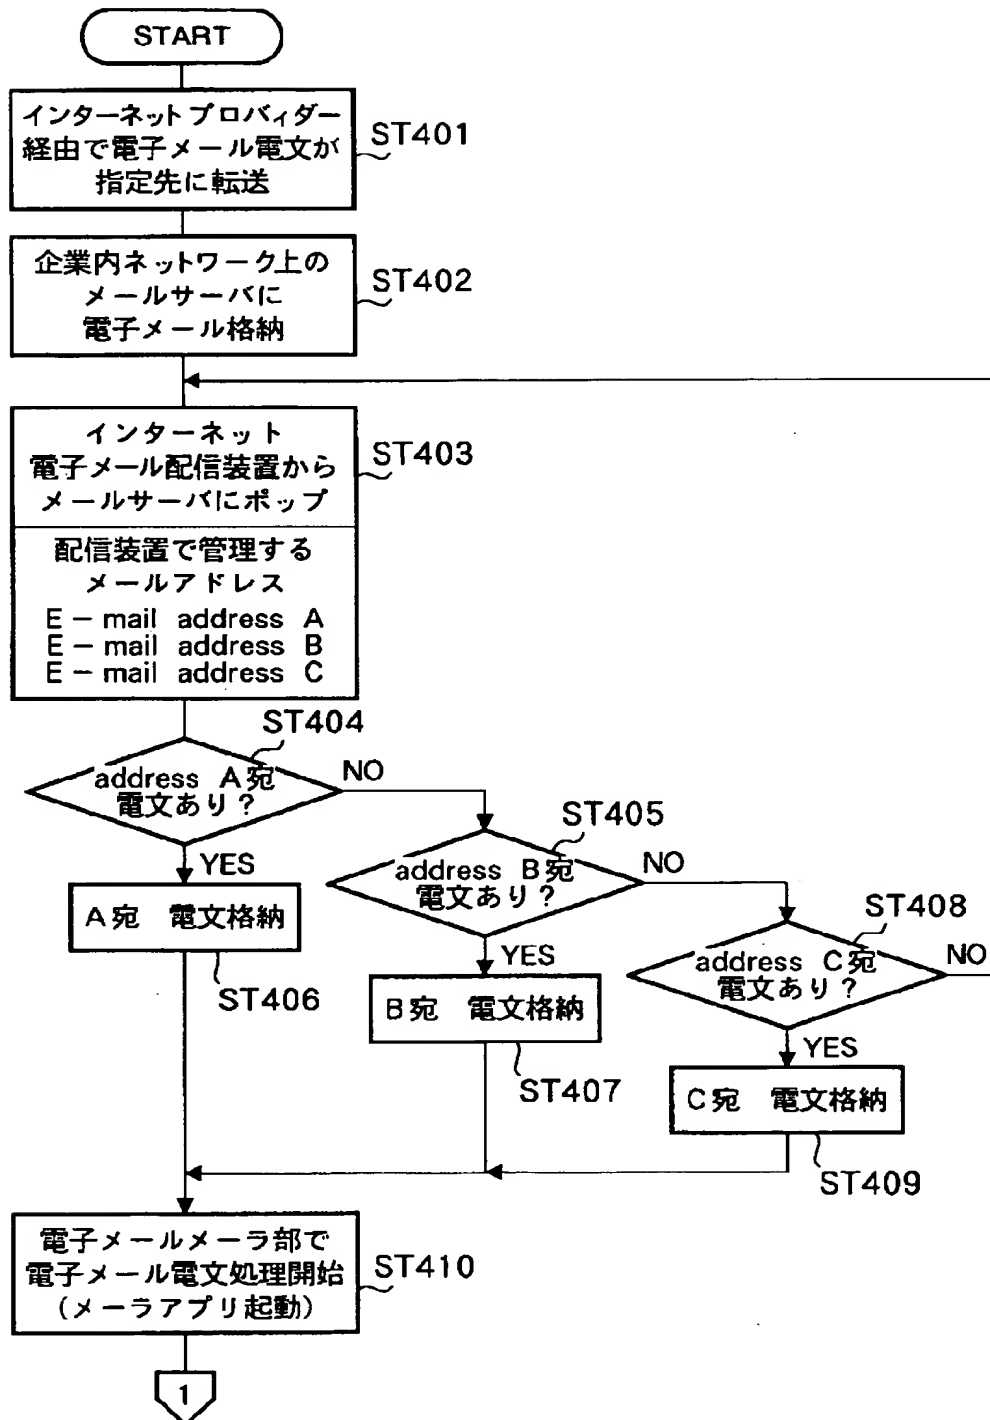 START
インターネットプロバィダー
経由で電子メール電文が
指定先に転送
ST401
企業内ネットワーク上の
メールサーバに
電子メール格納
ST402
インターネット
電子メール配信装置から
メールサーバにポップ
ST403
配信装置で管理する
メールアドレス
E-mail address A
E-mail address B
E-mail address C
ST404
address A宛
電文あり?
NO
YES
ST405
address B宛
電文あり?
NO
YES
ST408
address C宛
電文あり?
NO
YES
A宛 電文格納
ST406
B宛 電文格納
ST407
C宛 電文格納
ST409
電子メールメーラ部で
電子メール電文処理開始
(メーラアプリ起動)
ST410
1